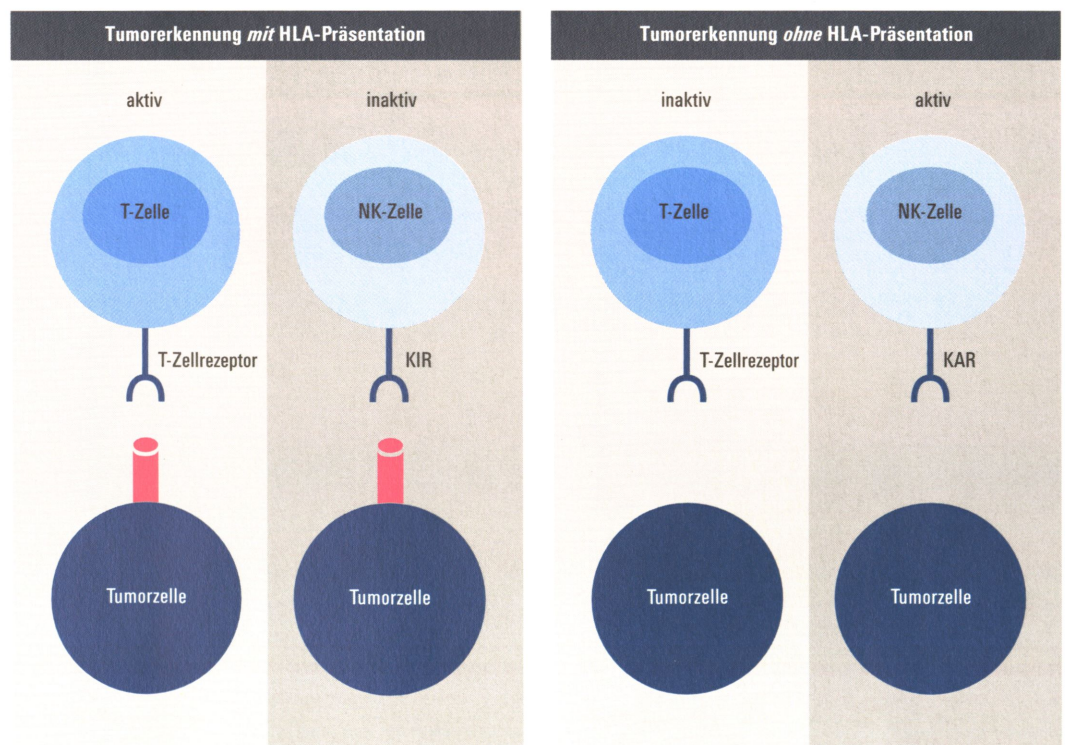 Tumorerkennung mit HLA-Präsentation
aktiv
inaktiv
T-Zelle
NK-Zelle
T-Zellrezeptor
KIR
Tumorzelle
Tumorzelle
Tumorerkennung ohne HLA-Präsentation
inaktiv
aktiv
T-Zelle
NK-Zelle
T-Zellrezeptor
KAR
Tumorzelle
Tumorzelle